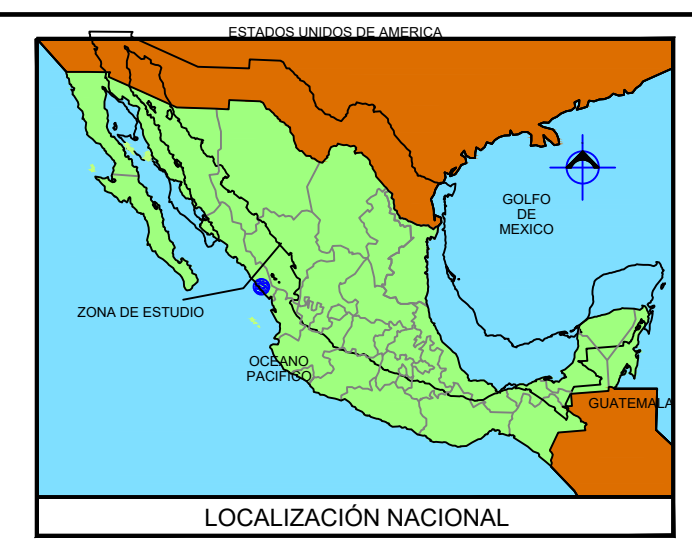 ESTADOS UNIDOS DE AMERICA
GOLFO
DE
MEXICO
ZONA DE ESTUDIO
OCEANO
PACIFICO
GUATEMALA
LOCALIZACIÓN NACIONAL